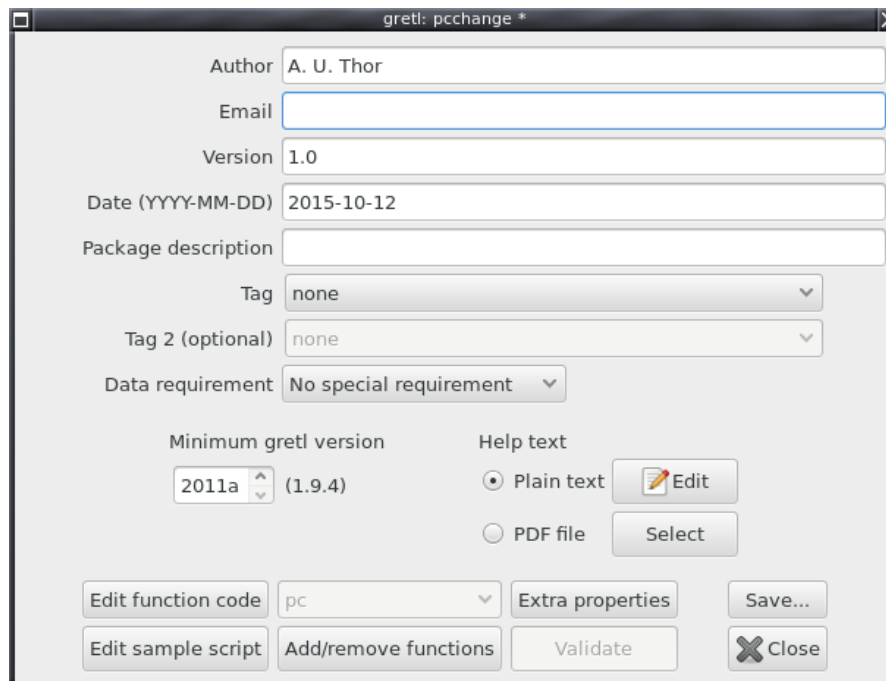 gretl: pcchange *
Author A. U. Thor
Email
Version 1.0
Date (YYYY-MM-DD) 2015-10-12
Package description
Tag none
Tag 2 (optional) none
Data requirement No special requirement
Minimum gretl version Help text
2011a (1.9.4) Plain text Edit
PDF file Select
Edit function code pc Extra properties Save...
Edit sample script Add/remove functions Validate Close